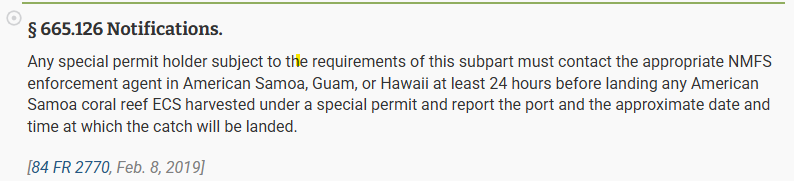 § 665.126 Notifications.
Any special permit holder subject to the requirements of this subpart must contact the appropriate NMFS
enforcement agent in American Samoa, Guam, or Hawaii at least 24 hours before landing any American
Samoa coral reef ECS harvested under a special permit and report the port and the approximate date and
time at which the catch will be landed.
[84 FR 2770, Feb. 8, 2019]